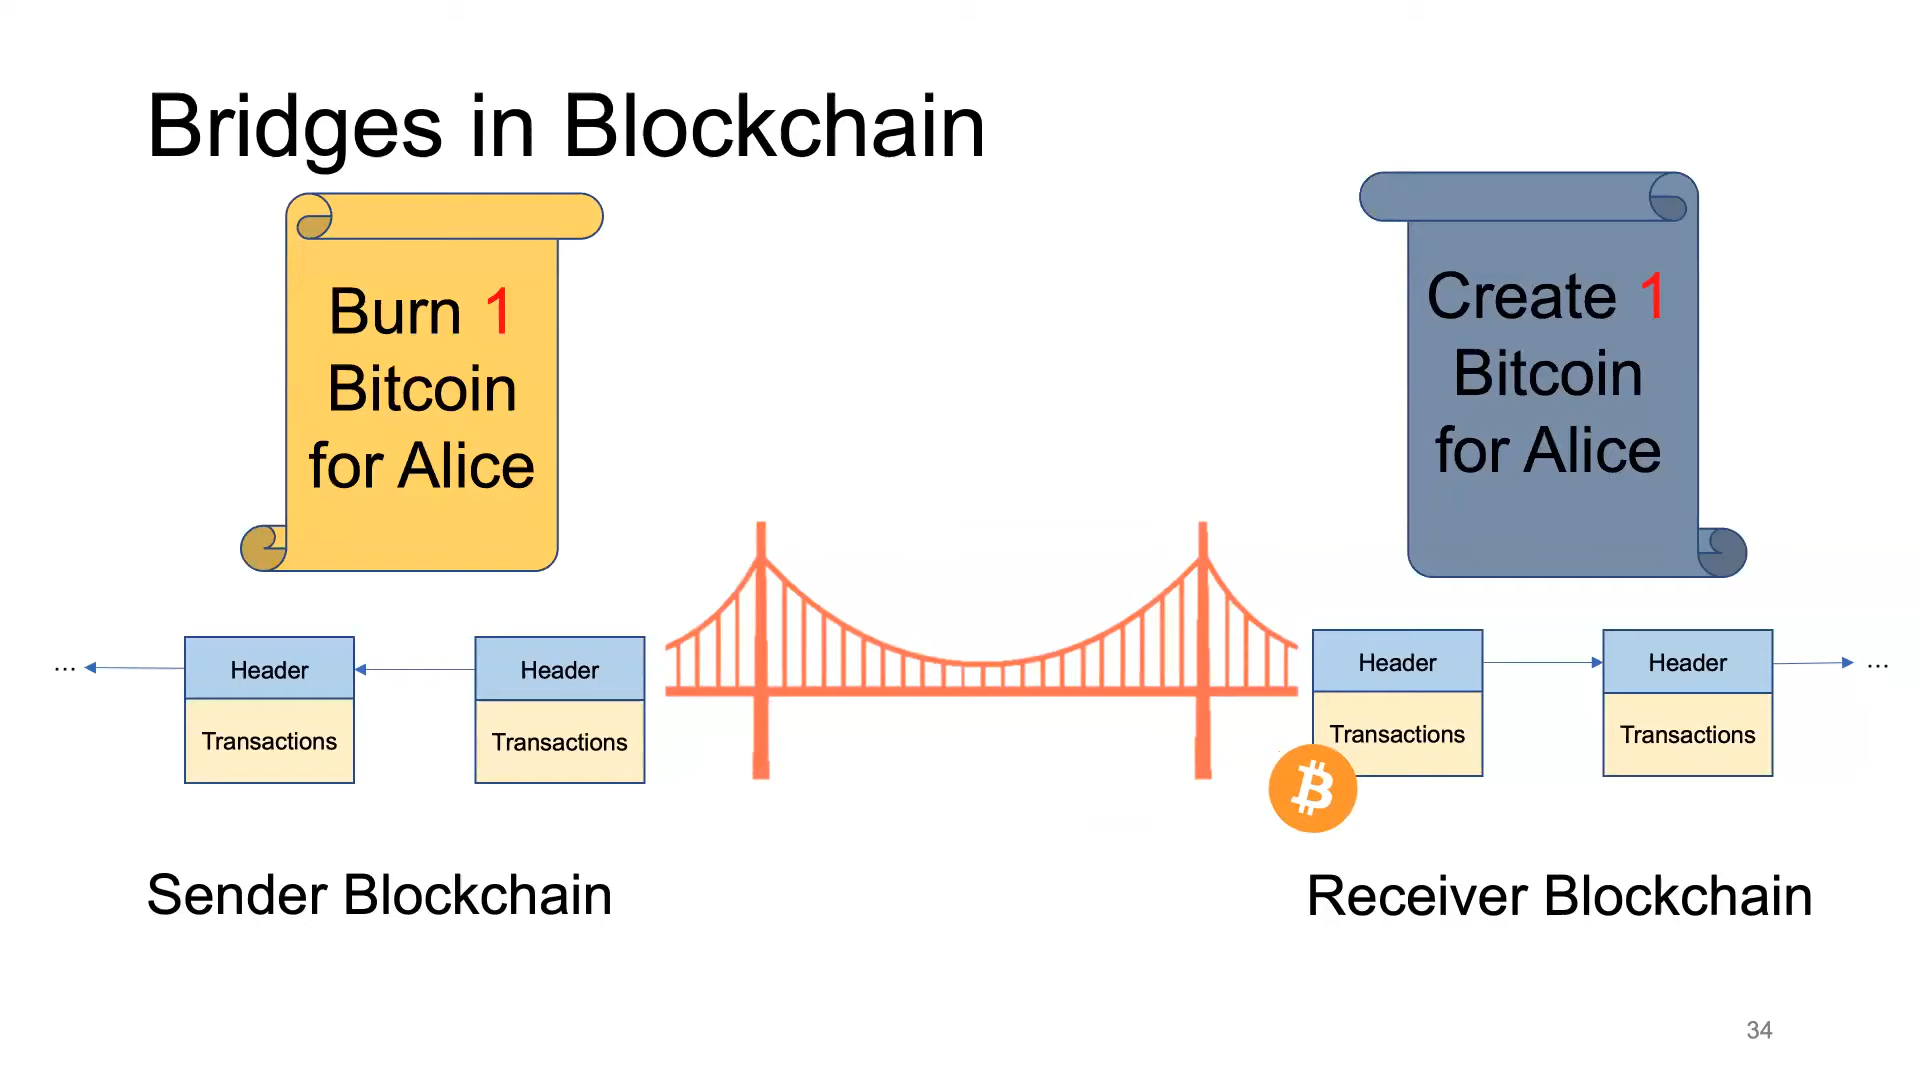 Bridges in Blockchain
Burn 1
Bitcoin
for Alice
Create 1
Bitcoin
for Alice
...
Header
Transactions
Header
Transactions
Header
Transactions
Header
Transactions
...
Sender Blockchain
Receiver Blockchain
34